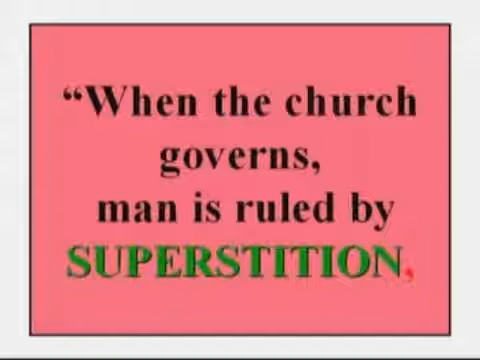 “When the church
governs,
man is ruled by
SUPERSTITION,